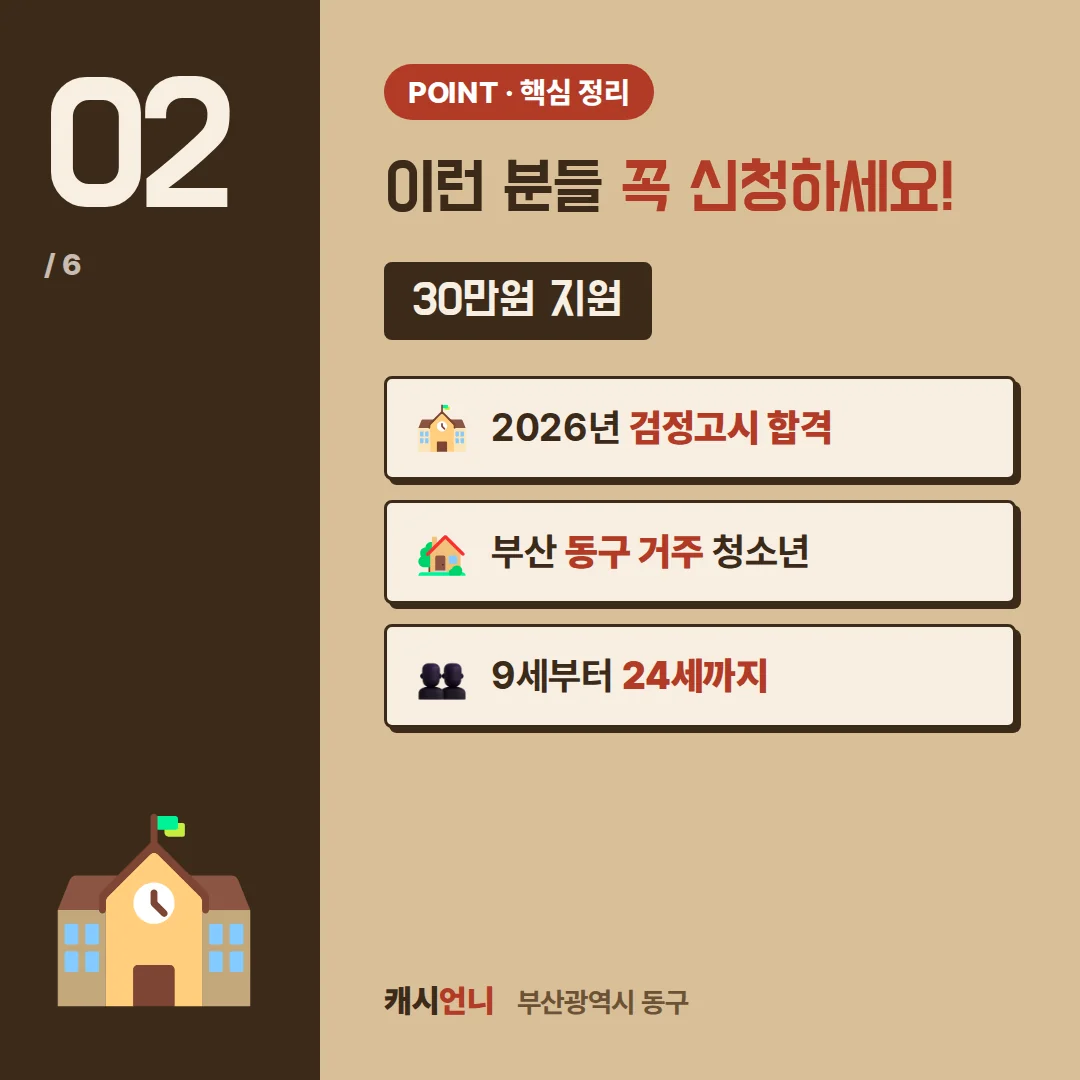 02
/ 6
POINT · 핵심 정리
이런 분들 꼭 신청하세요!
30만원 지원
2026년 검정고시 합격
부산 동구 거주 청소년
9세부터 24세까지
캐시언니 부산광역시 동구